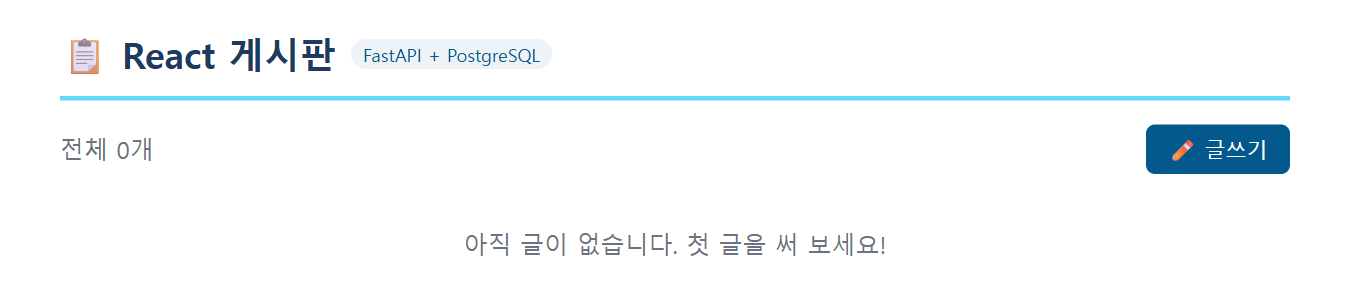 React 게시판 FastAPI + PostgreSQL
전체 0개 글쓰기
아직 글이 없습니다. 첫 글을 써 보세요!